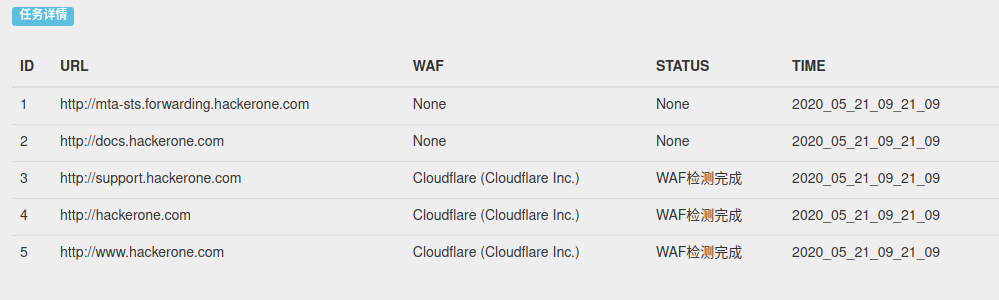 任务详情
ID URL WAF STATUS TIME
1 http://mta-sts.forwarding.hackerone.com None None 2020_05_21_09_21_09
2 http://docs.hackerone.com None None 2020_05_21_09_21_09
3 http://support.hackerone.com Cloudflare (Cloudflare Inc.) WAF检测完成 2020_05_21_09_21_09
4 http://hackerone.com Cloudflare (Cloudflare Inc.) WAF检测完成 2020_05_21_09_21_09
5 http://www.hackerone.com Cloudflare (Cloudflare Inc.) WAF检测完成 2020_05_21_09_21_09